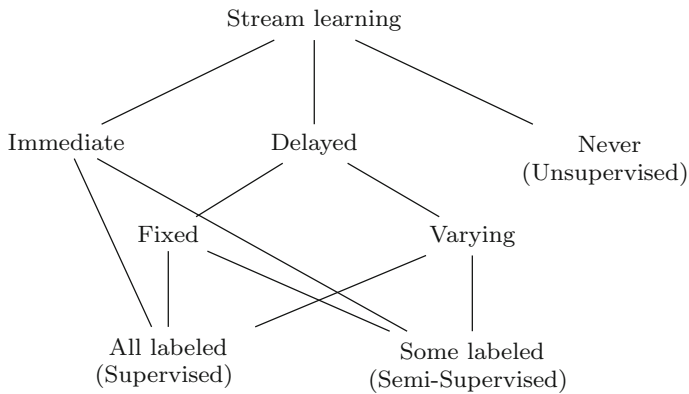 Stream learning
Immediate
Delayed
Never
(Unsupervised)
Fixed
Varying
All labeled
(Supervised)
Some labeled
(Semi-Supervised)